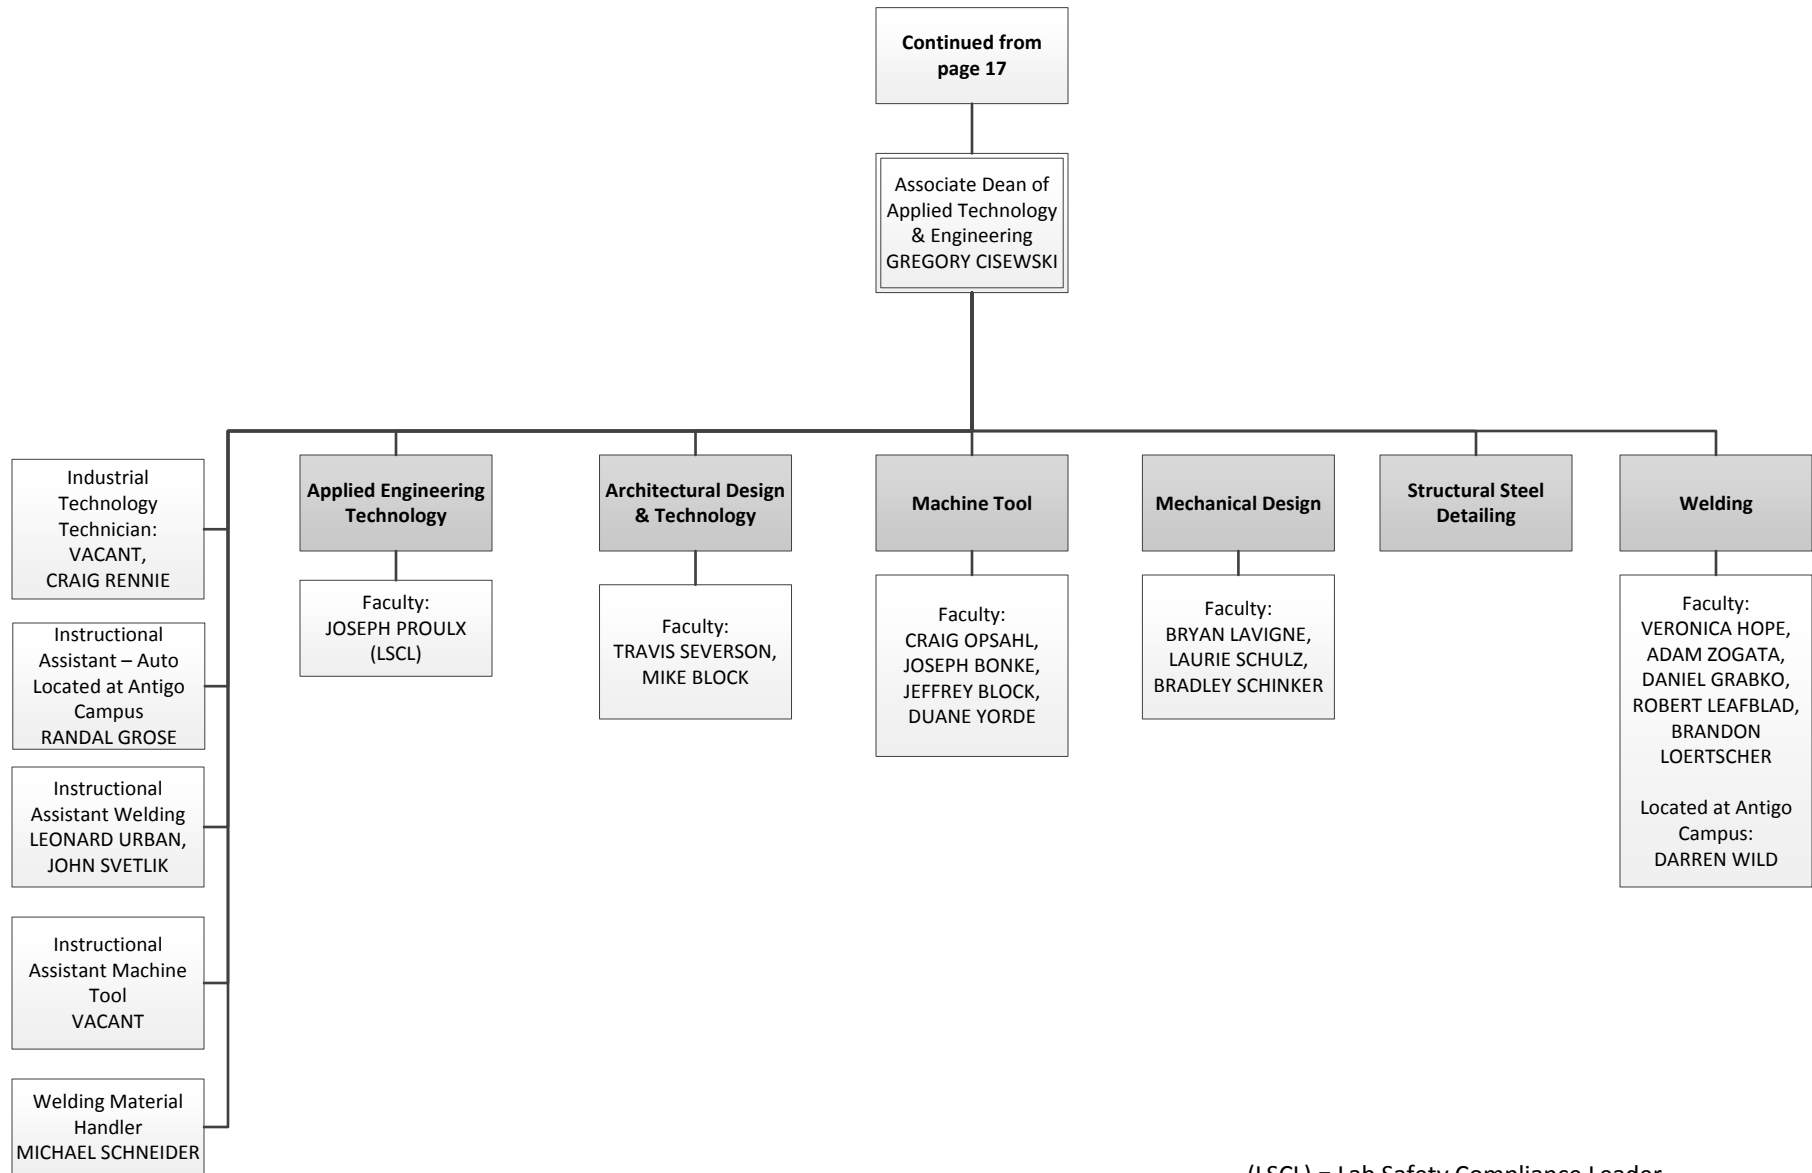 Continued from
page 17
Associate Dean of
Applied Technology
& Engineering
GREGORY CISEWSKI
Industrial
Technology
Technician:
VACANT,
CRAIG RENNIE
Instructional
Assistant – Auto
Located at Antigo
Campus
RANDAL GROSE
Instructional
Assistant Welding
LEONARD URBAN,
JOHN SVETLIK
Instructional
Assistant Machine
Tool
VACANT
Welding Material
Handler
MICHAEL SCHNEIDER
Applied Engineering
Technology
Faculty:
JOSEPH PROULX
(LSCL)
Architectural Design
& Technology
Faculty:
TRAVIS SEVERSON,
MIKE BLOCK
Machine Tool
Faculty:
CRAIG OPSAHL,
JOSEPH BONKE,
JEFFREY BLOCK,
DUANE YORDE
Mechanical Design
Faculty:
BRYAN LAVIGNE,
LAURIE SCHULZ,
BRADLEY SCHINKER
Structural Steel
Detailing
Welding
Faculty:
VERONICA HOPE,
ADAM ZOGATA,
DANIEL GRABKO,
ROBERT LEAFBLAD,
BRANDON
LOERTSCHER
Located at Antigo
Campus:
DARREN WILD
(LSCL) = Lab Safety Compliance Leader